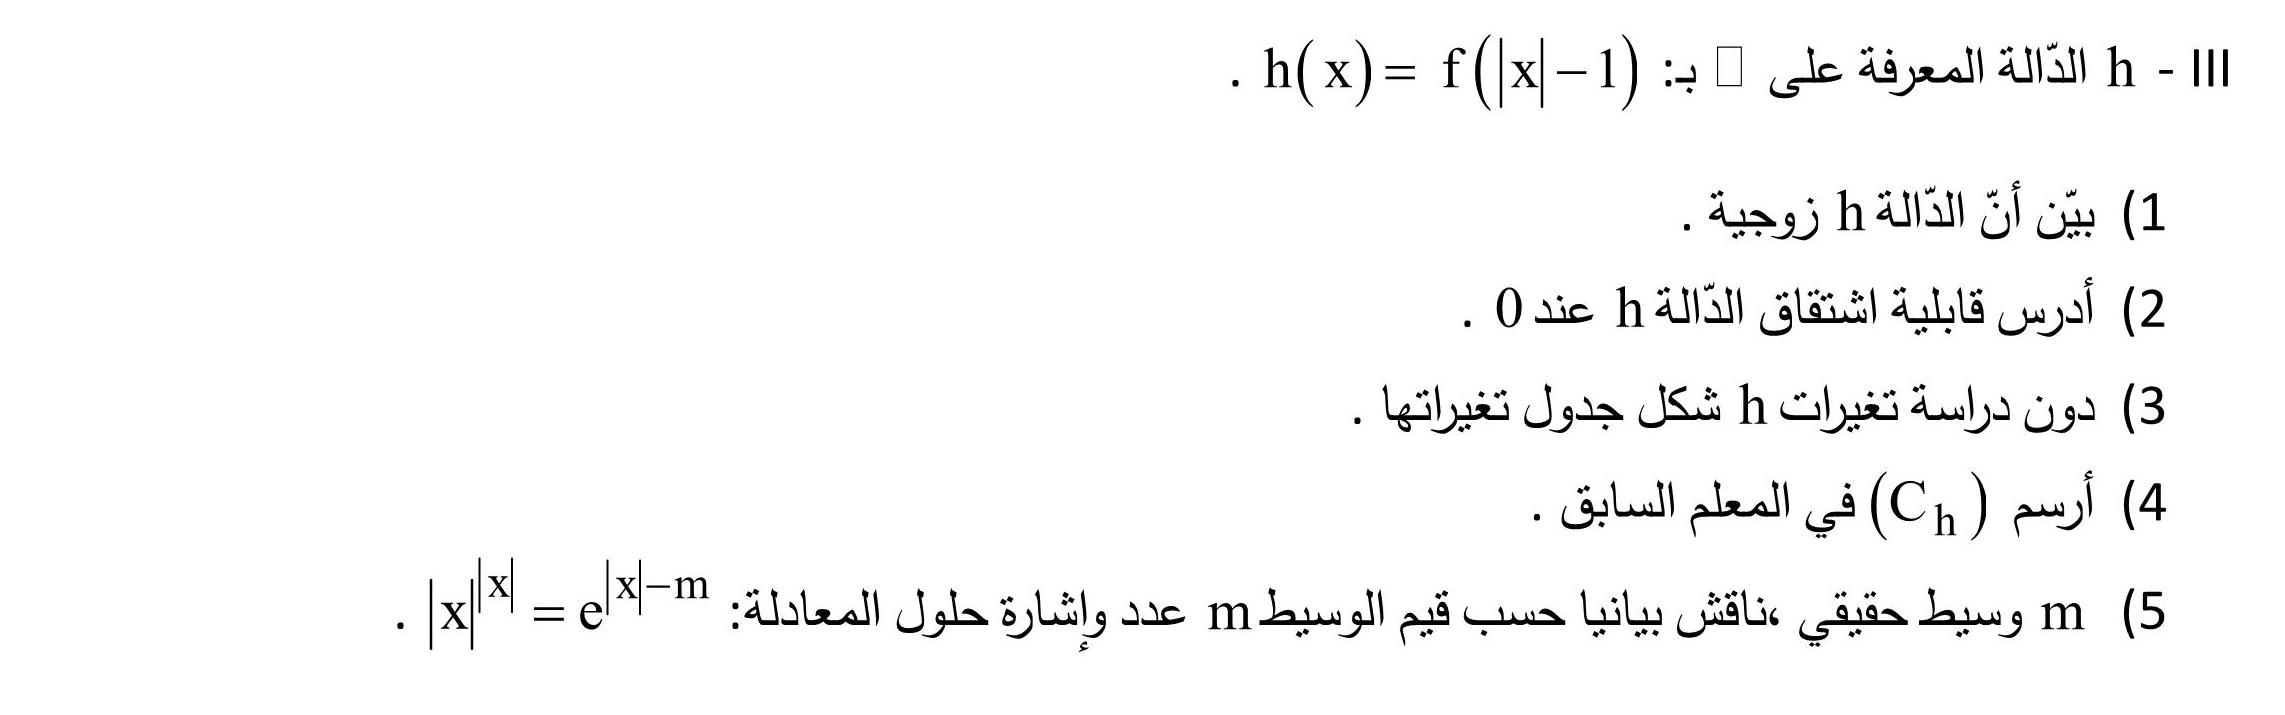 III - h الدّالة المعرفة على □ بـ: h(x) = f(|x|−1) .
1) بيّن أنّ الدّالة h زوجية .
2) أدرس قابلية اشتقاق الدّالة h عند 0 .
3) دون دراسة تغيرات h شكل جدول تغيراتها .
4) أرسم (C_h) في المعلم السابق .
5) m وسيط حقيقي ،ناقش بيانيا حسب قيم الوسيط m عدد وإشارة حلول المعادلة: |x|^{|x|} = e^{|x|−m} .